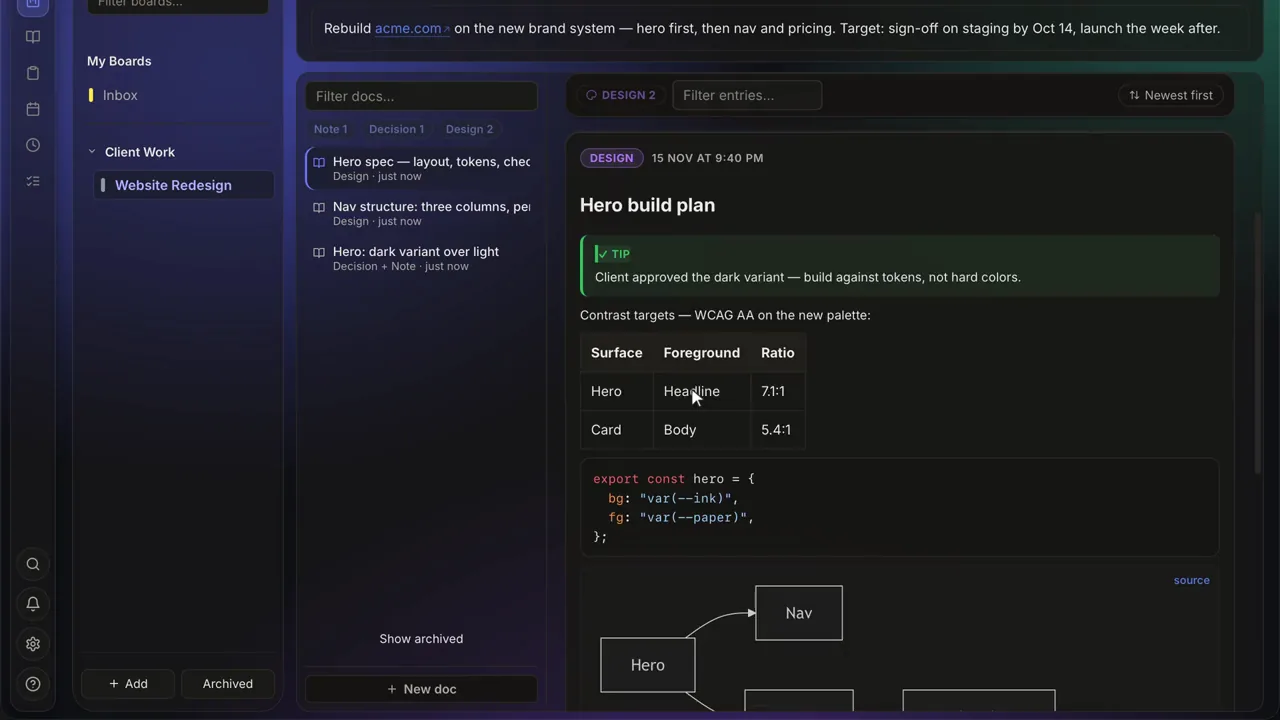 Filter boards...
My Boards
Inbox
Client Work
Website Redesign
+ Add
Archived
Rebuild acme.com on the new brand system — hero first, then nav and pricing. Target: sign-off on staging by Oct 14, launch the week after.
Filter docs...
Note 1 Decision 1 Design 2
Hero spec — layout, tokens, chec
Design · just now
Nav structure: three columns, per
Design · just now
Hero: dark variant over light
Decision + Note · just now
Show archived
+ New doc
DESIGN 2
Filter entries...
Newest first
DESIGN 15 NOV AT 9:40 PM
Hero build plan
TIP
Client approved the dark variant — build against tokens, not hard colors.
Contrast targets — WCAG AA on the new palette:
Surface Foreground Ratio
Hero Headline 7.1:1
Card Body 5.4:1
export const hero = {
  bg: "var(--ink)",
  fg: "var(--paper)",
};
source
Nav
Hero